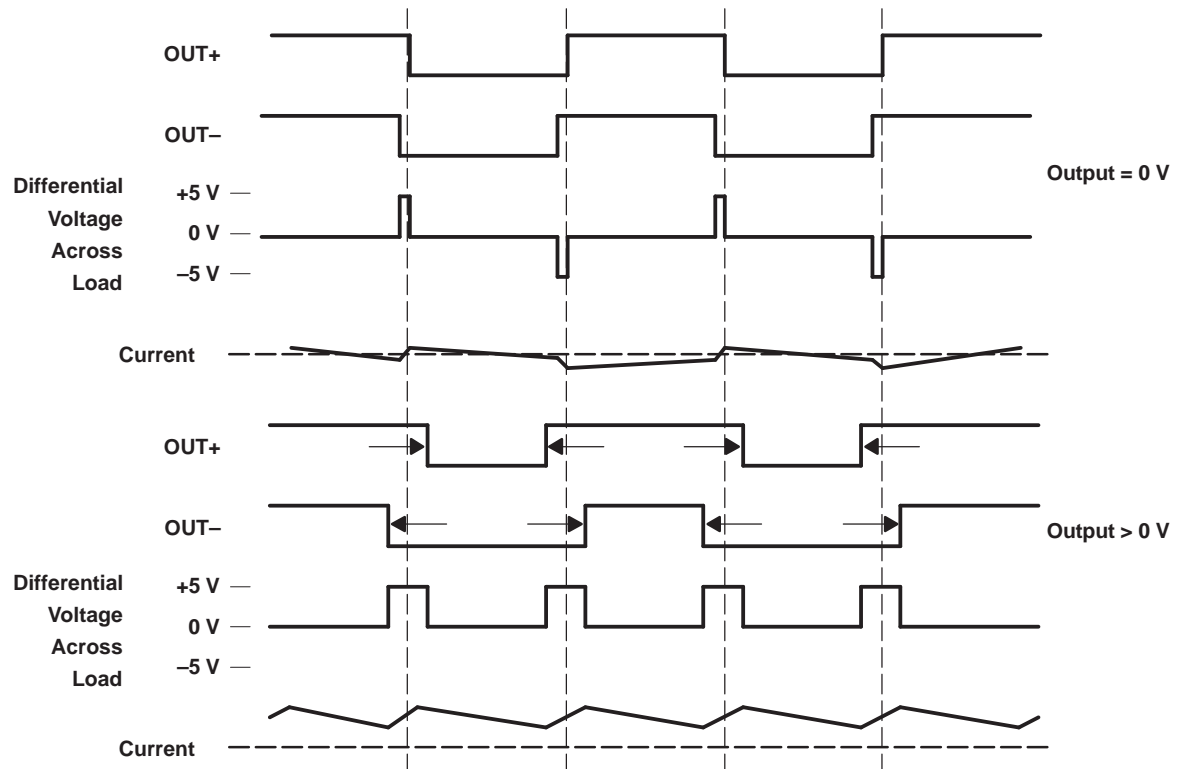 OUT+
OUT–
Output = 0 V
Differential
Voltage
Across
Load
+5 V
0 V
–5 V
Current
OUT+
OUT–
Output > 0 V
Differential
Voltage
Across
Load
+5 V
0 V
–5 V
Current